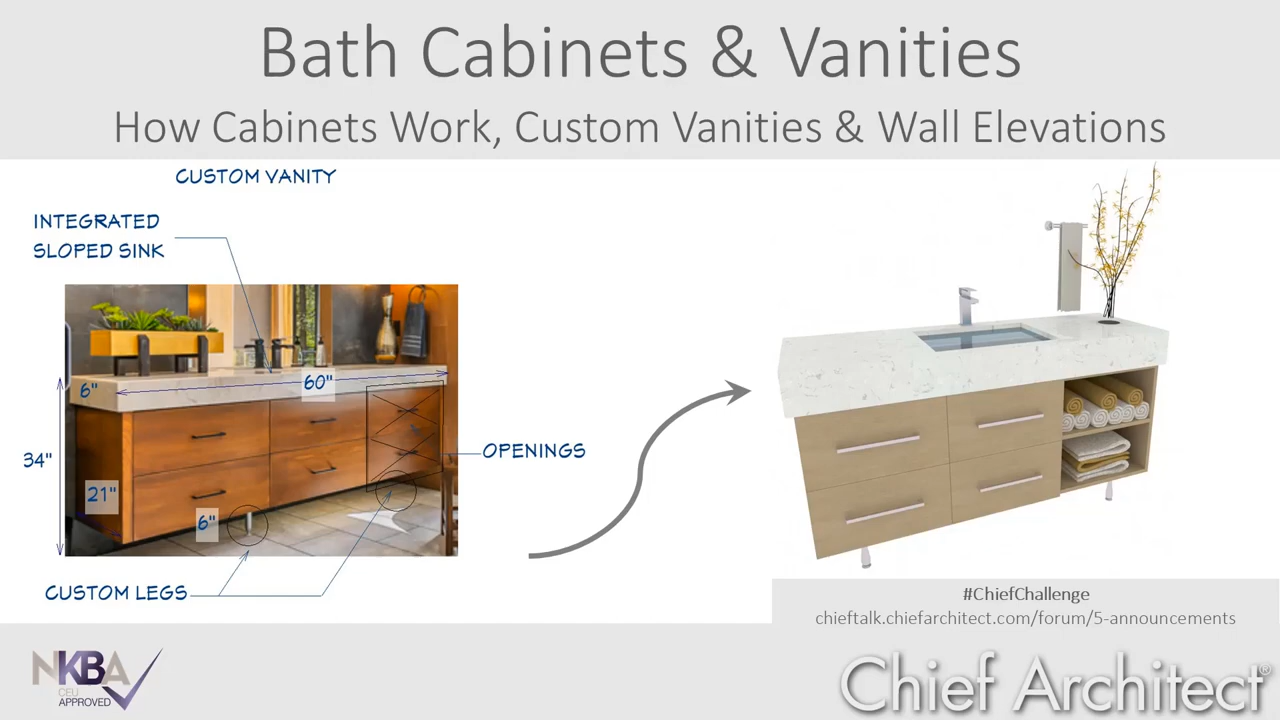 Bath Cabinets & Vanities
How Cabinets Work, Custom Vanities & Wall Elevations
CUSTOM VANITY
INTEGRATED
SLOPED SINK
6"
60"
34"
OPENINGS
21"
6"
CUSTOM LEGS
#ChiefChallenge
chieftalk.chiefarchitect.com/forum/5-announcements
NKBA
CEU
APPROVED
Chief Architect®